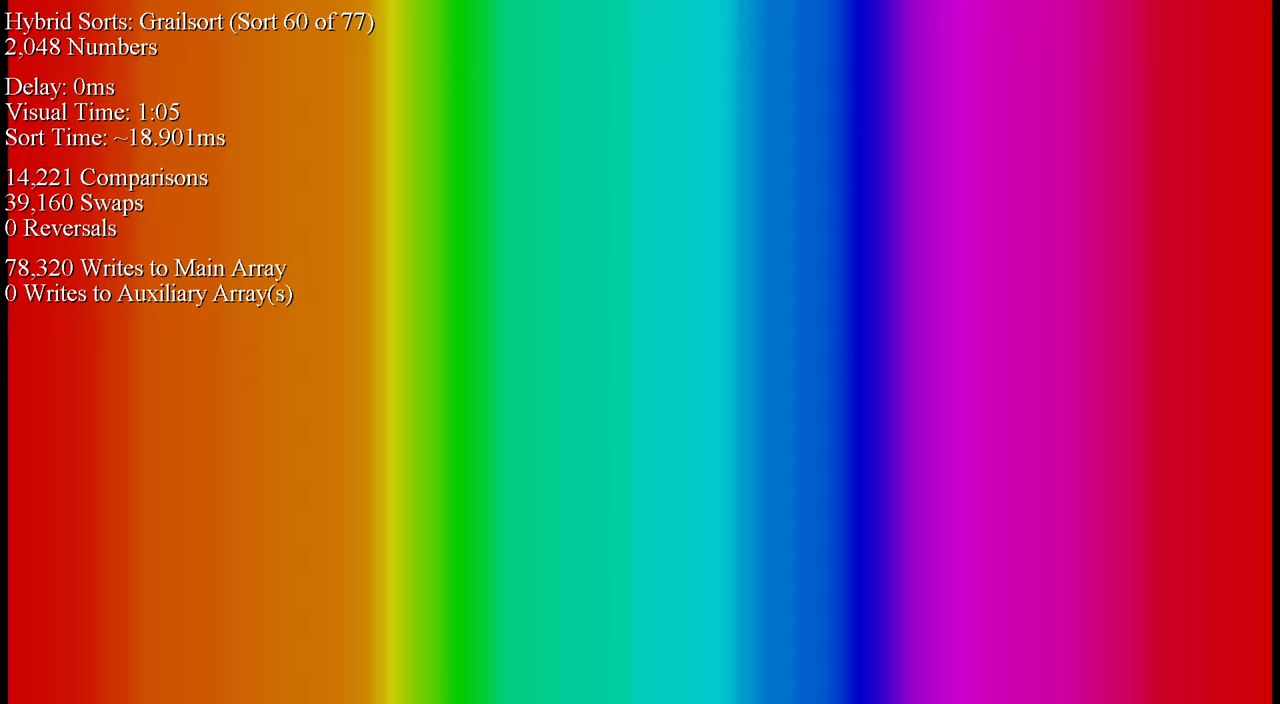 Hybrid Sorts: Grailsort (Sort 60 of 77)
2,048 Numbers
Delay: 0ms
Visual Time: 1:05
Sort Time: ~18.901ms
14,221 Comparisons
39,160 Swaps
0 Reversals
78,320 Writes to Main Array
0 Writes to Auxiliary Array(s)